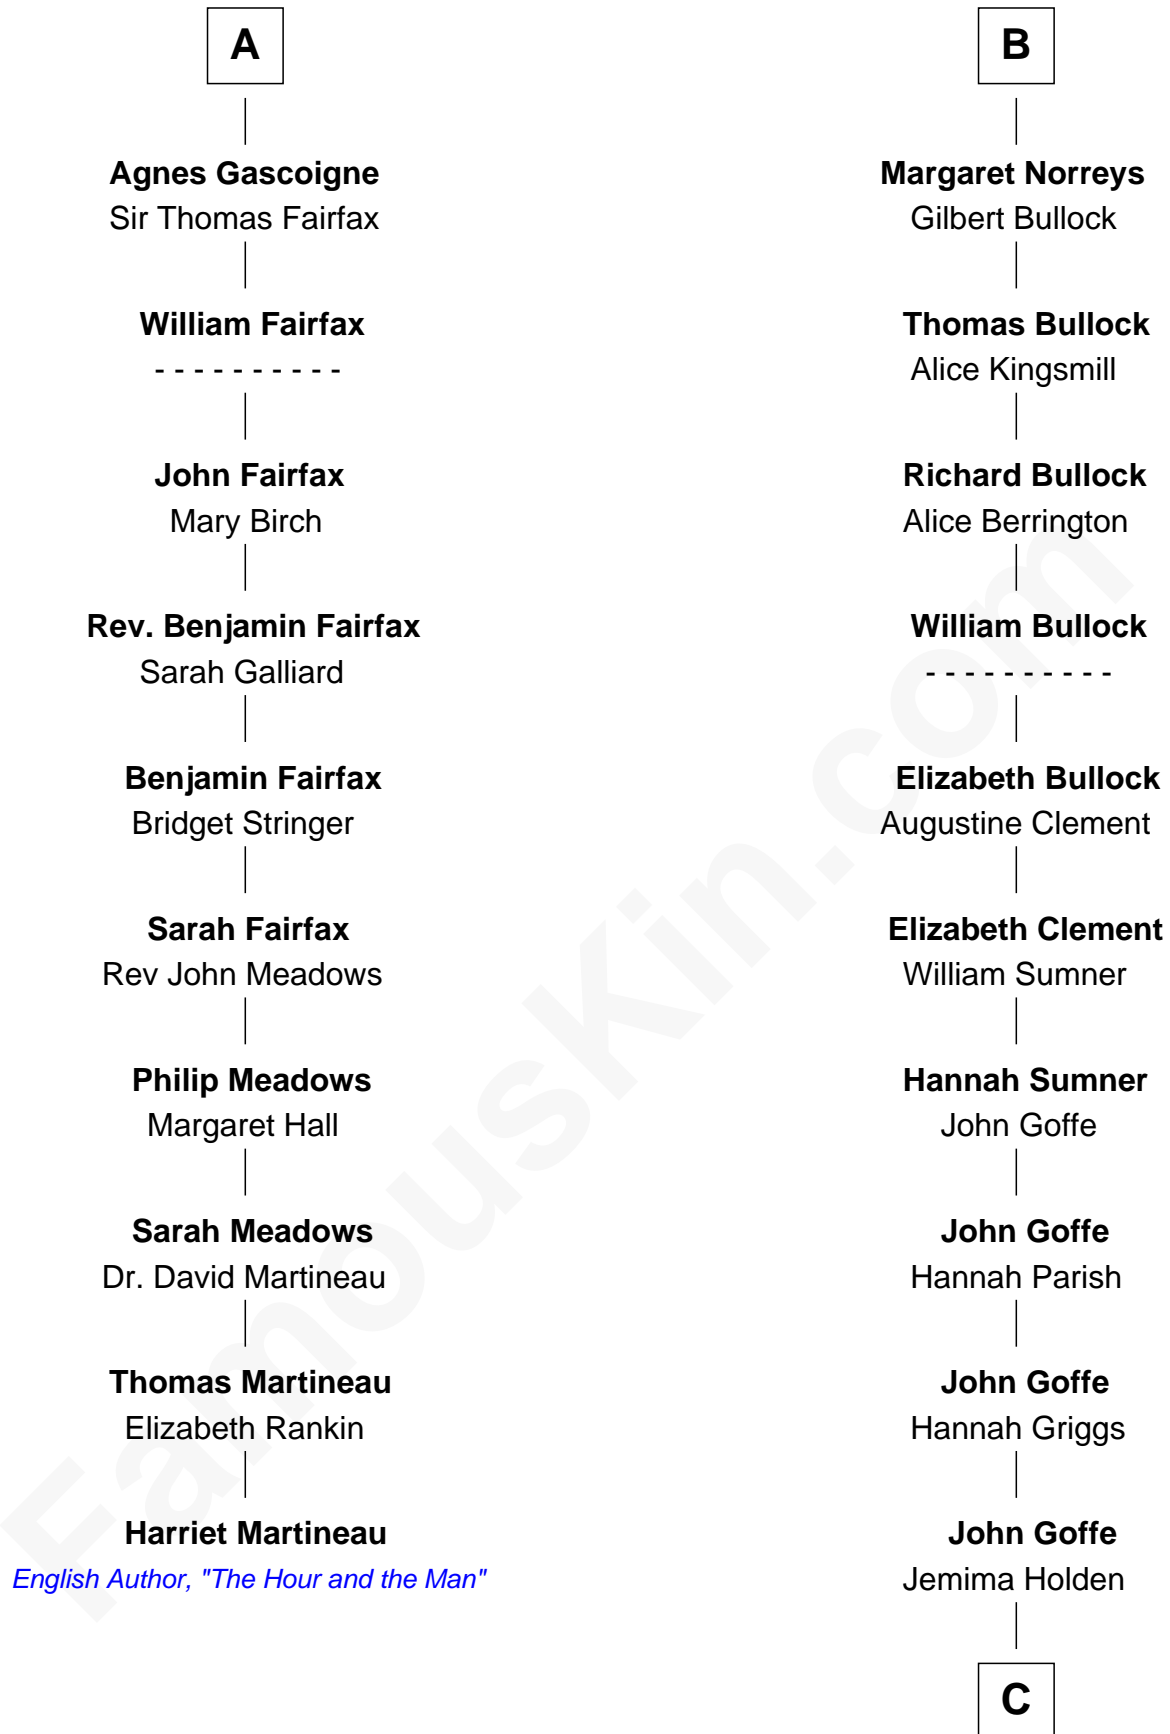 A
Agnes Gascoigne
Sir Thomas Fairfax
William Fairfax
- - - - - - - - - -
John Fairfax
Mary Birch
Rev. Benjamin Fairfax
Sarah Galliard
Benjamin Fairfax
Bridget Stringer
Sarah Fairfax
Rev John Meadows
Philip Meadows
Margaret Hall
Sarah Meadows
Dr. David Martineau
Thomas Martineau
Elizabeth Rankin
Harriet Martineau
English Author, "The Hour and the Man"
B
Margaret Norreys
Gilbert Bullock
Thomas Bullock
Alice Kingsmill
Richard Bullock
Alice Berrington
William Bullock
- - - - - - - - - -
Elizabeth Bullock
Augustine Clement
Elizabeth Clement
William Sumner
Hannah Sumner
John Goffe
John Goffe
Hannah Parish
John Goffe
Hannah Griggs
John Goffe
Jemima Holden
C
FamousKin.com